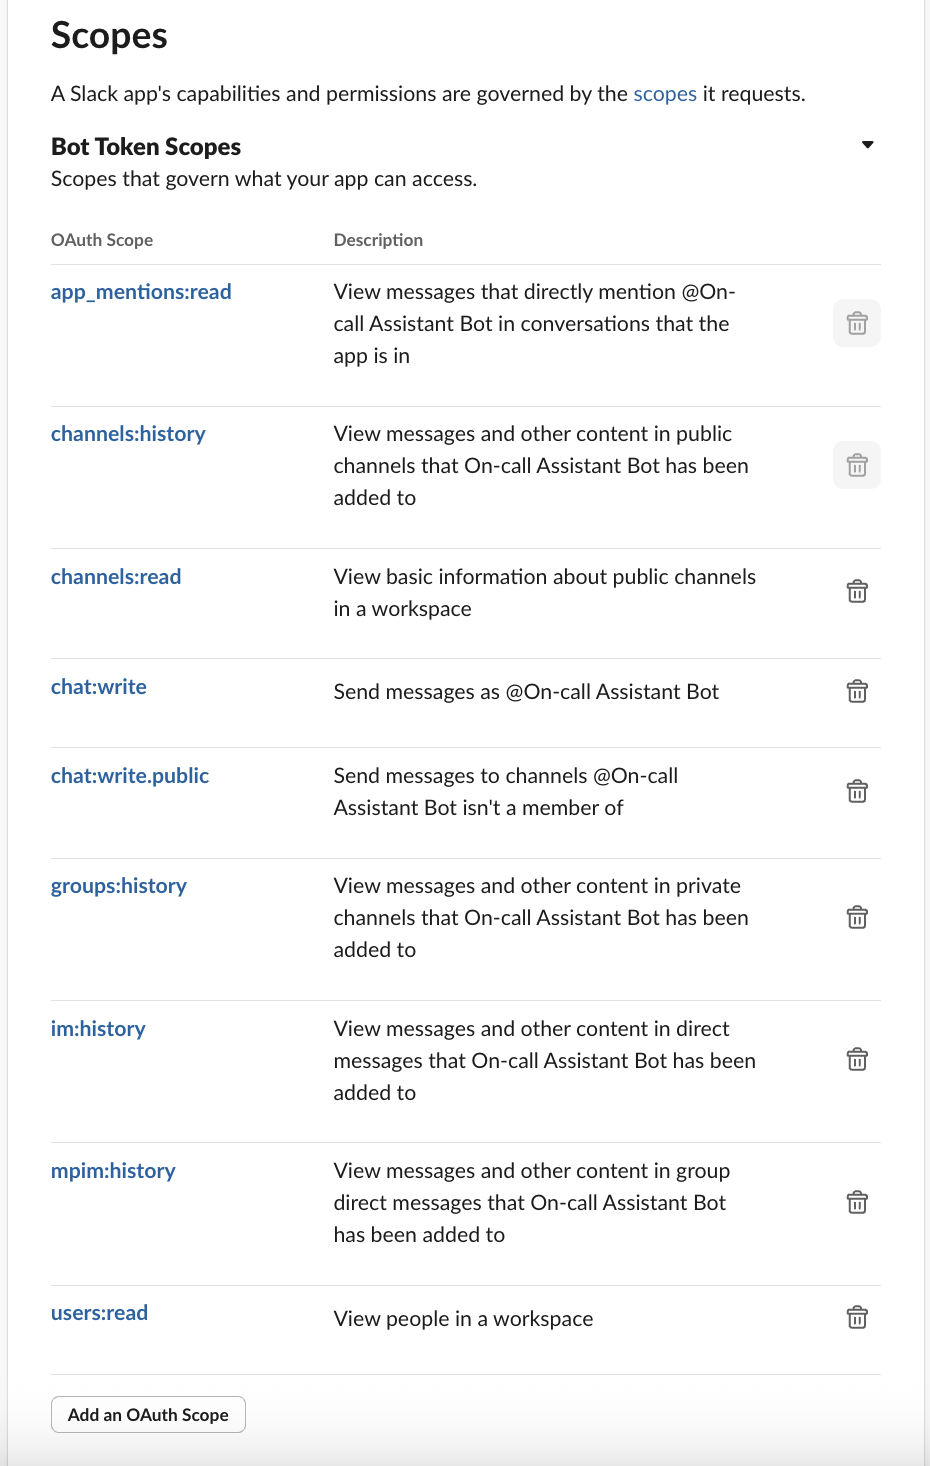 Scopes
A Slack app's capabilities and permissions are governed by the scopes it requests.
Bot Token Scopes
Scopes that govern what your app can access.
OAuth Scope Description
app_mentions:read View messages that directly mention @On-
call Assistant Bot in conversations that the
app is in
channels:history View messages and other content in public
channels that On-call Assistant Bot has been
added to
channels:read View basic information about public channels
in a workspace
chat:write Send messages as @On-call Assistant Bot
chat:write.public Send messages to channels @On-call
Assistant Bot isn't a member of
groups:history View messages and other content in private
channels that On-call Assistant Bot has been
added to
im:history View messages and other content in direct
messages that On-call Assistant Bot has been
added to
mpim:history View messages and other content in group
direct messages that On-call Assistant Bot
has been added to
users:read View people in a workspace
Add an OAuth Scope